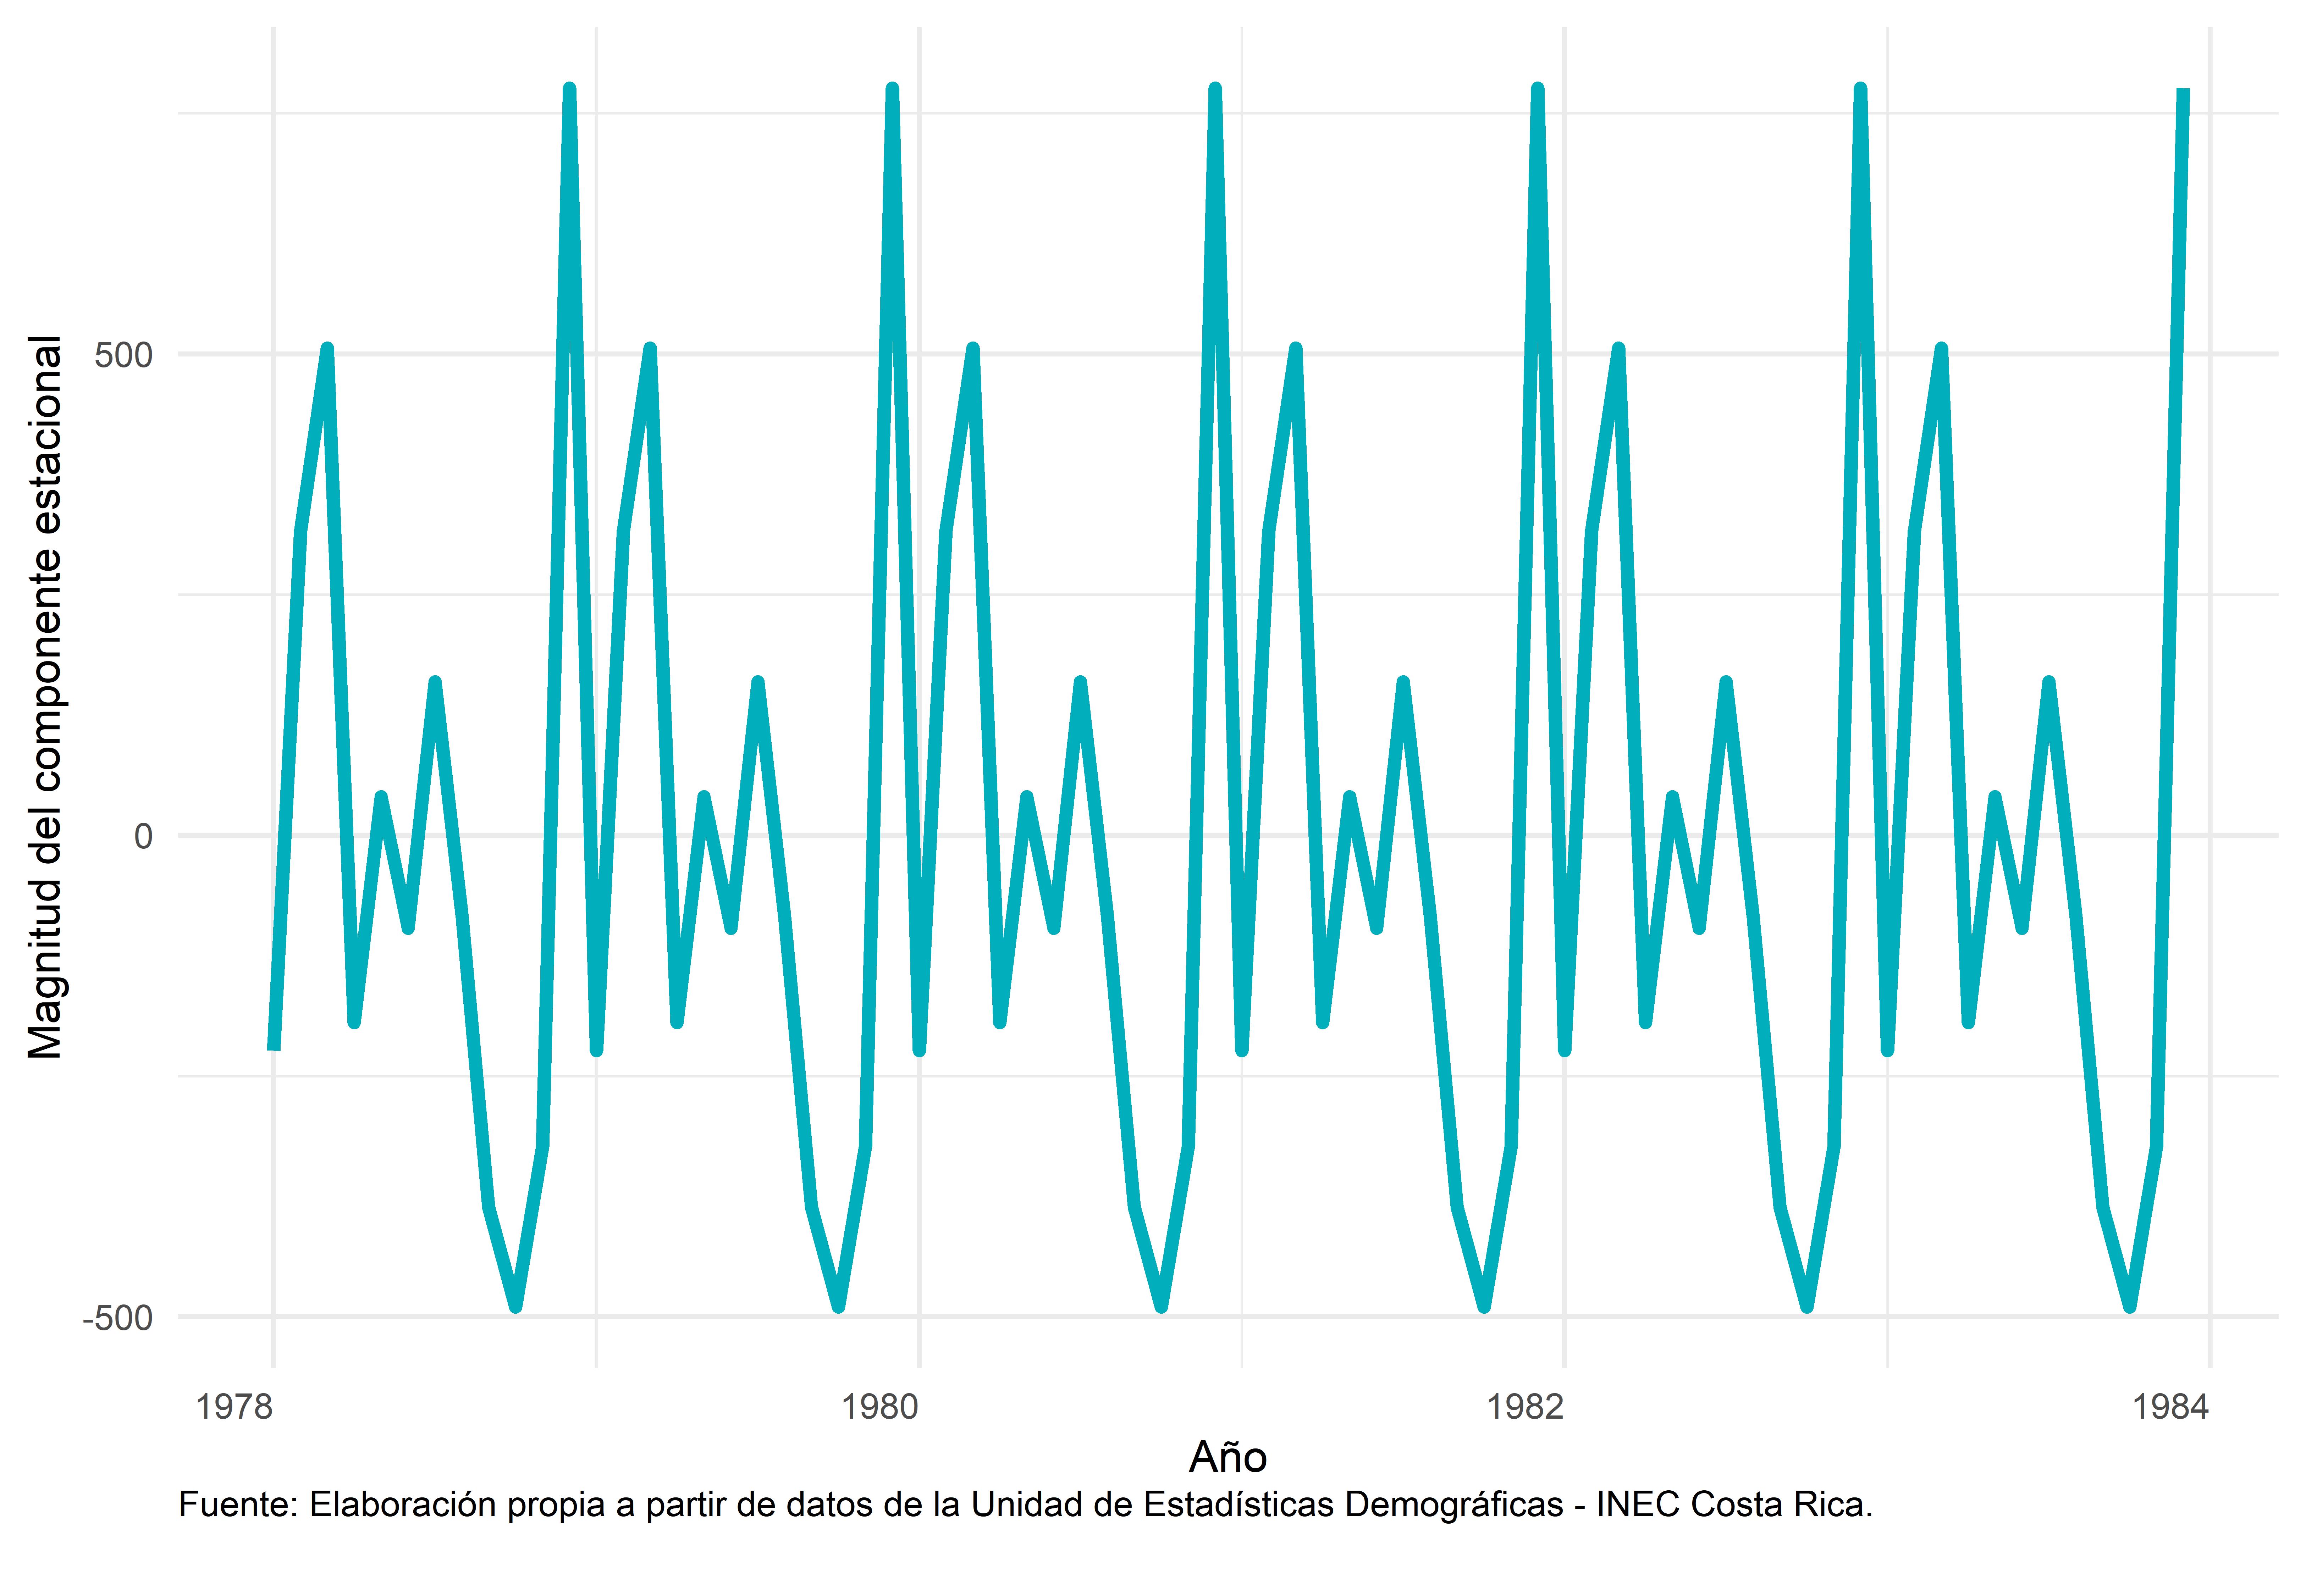 Magnitud del componente estacional
500
0
-500
1978
1980
1982
1984
Año
Fuente: Elaboración propia a partir de datos de la Unidad de Estadísticas Demográficas - INEC Costa Rica.